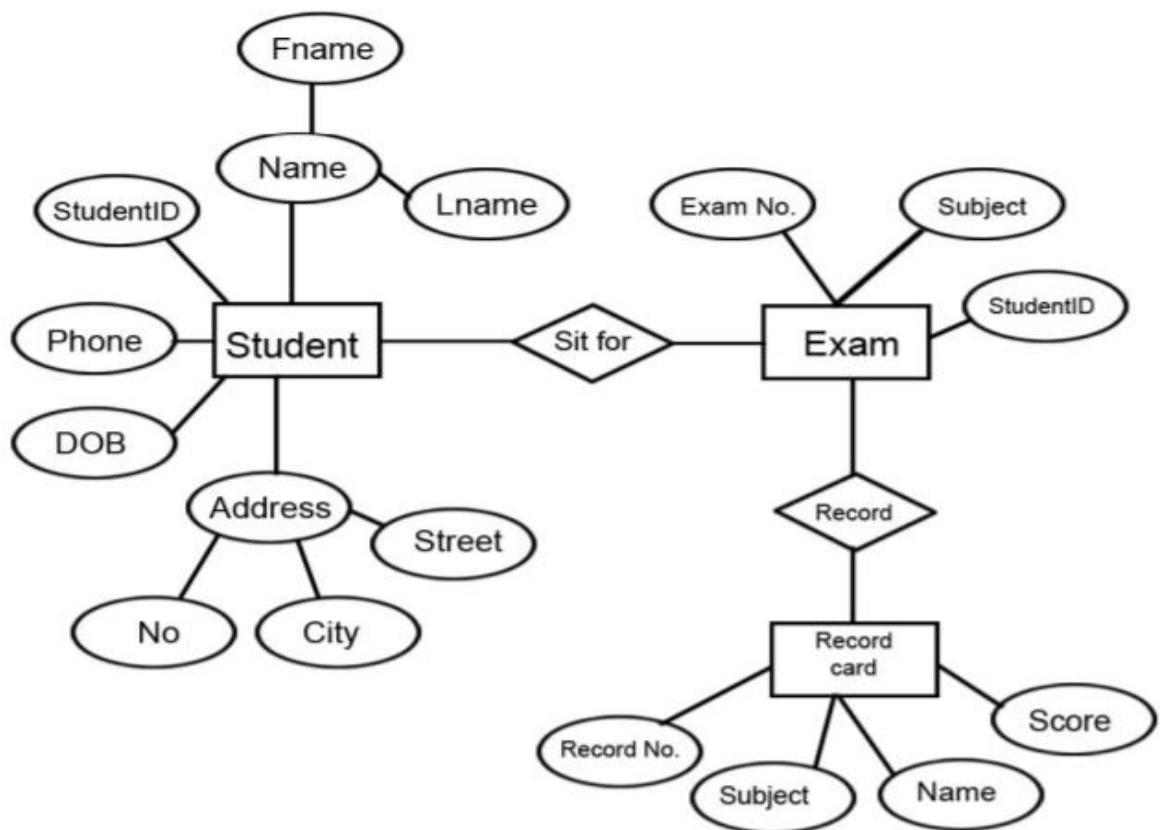 Fname
Name
Lname
StudentID
Exam No.
Subject
StudentID
Phone
Student
Sit for
Exam
DOB
Address
Street
Record
No
City
Record
card
Record No.
Subject
Name
Score